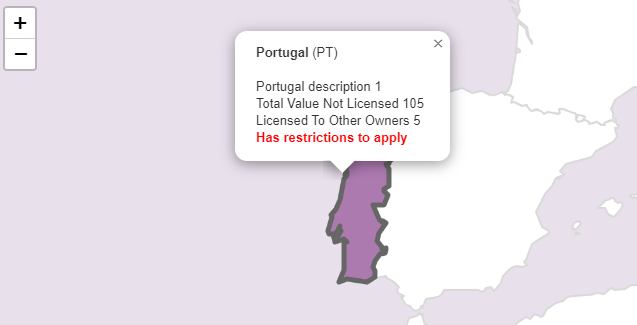 +
−
×
Portugal (PT)
Portugal description 1
Total Value Not Licensed 105
Licensed To Other Owners 5
Has restrictions to apply